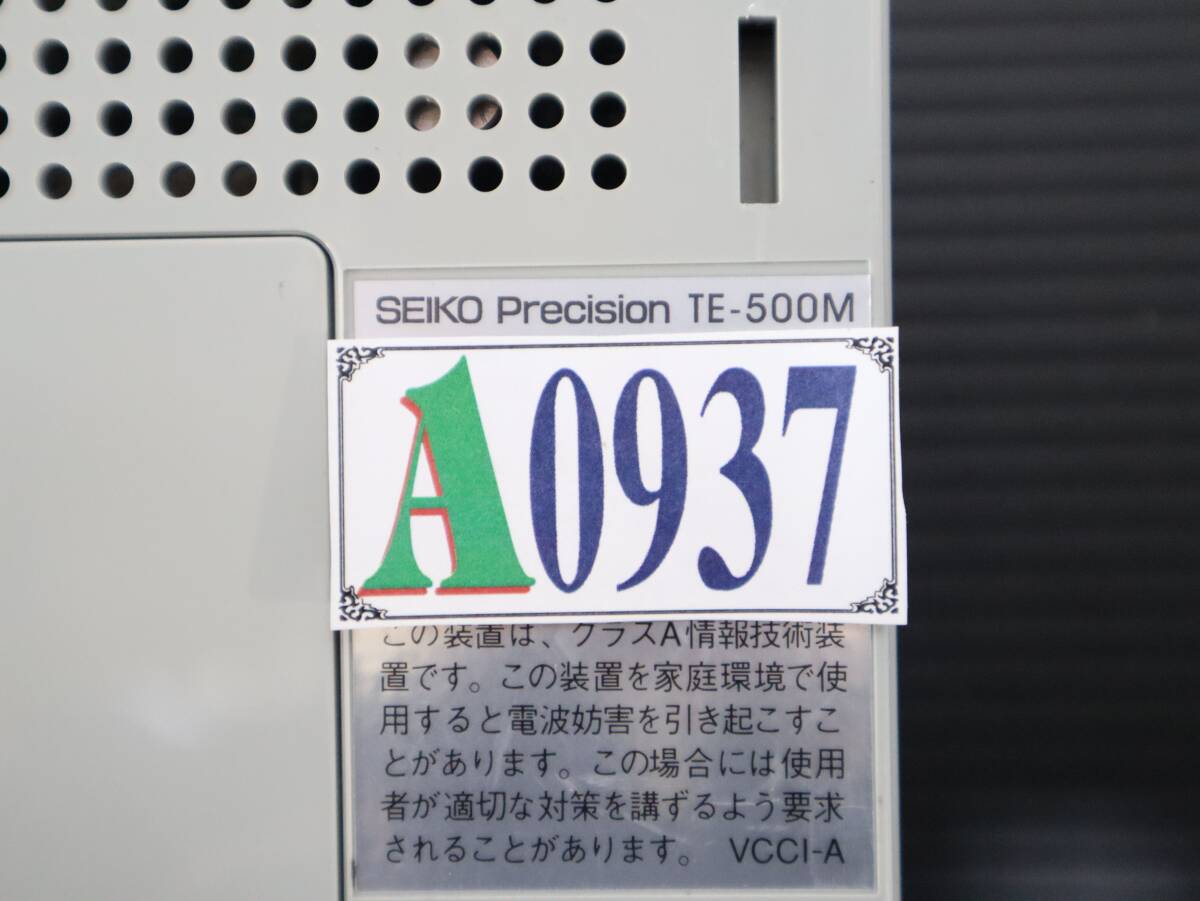 SEIKO Precision TE-500M
A0937
この装置は、クラスA情報技術装
置です。この装置を家庭環境で使
用すると電波妨害を引き起こすこ
とがあります。この場合には使用
者が適切な対策を講ずるよう要求
されることがあります。 VCCI-A